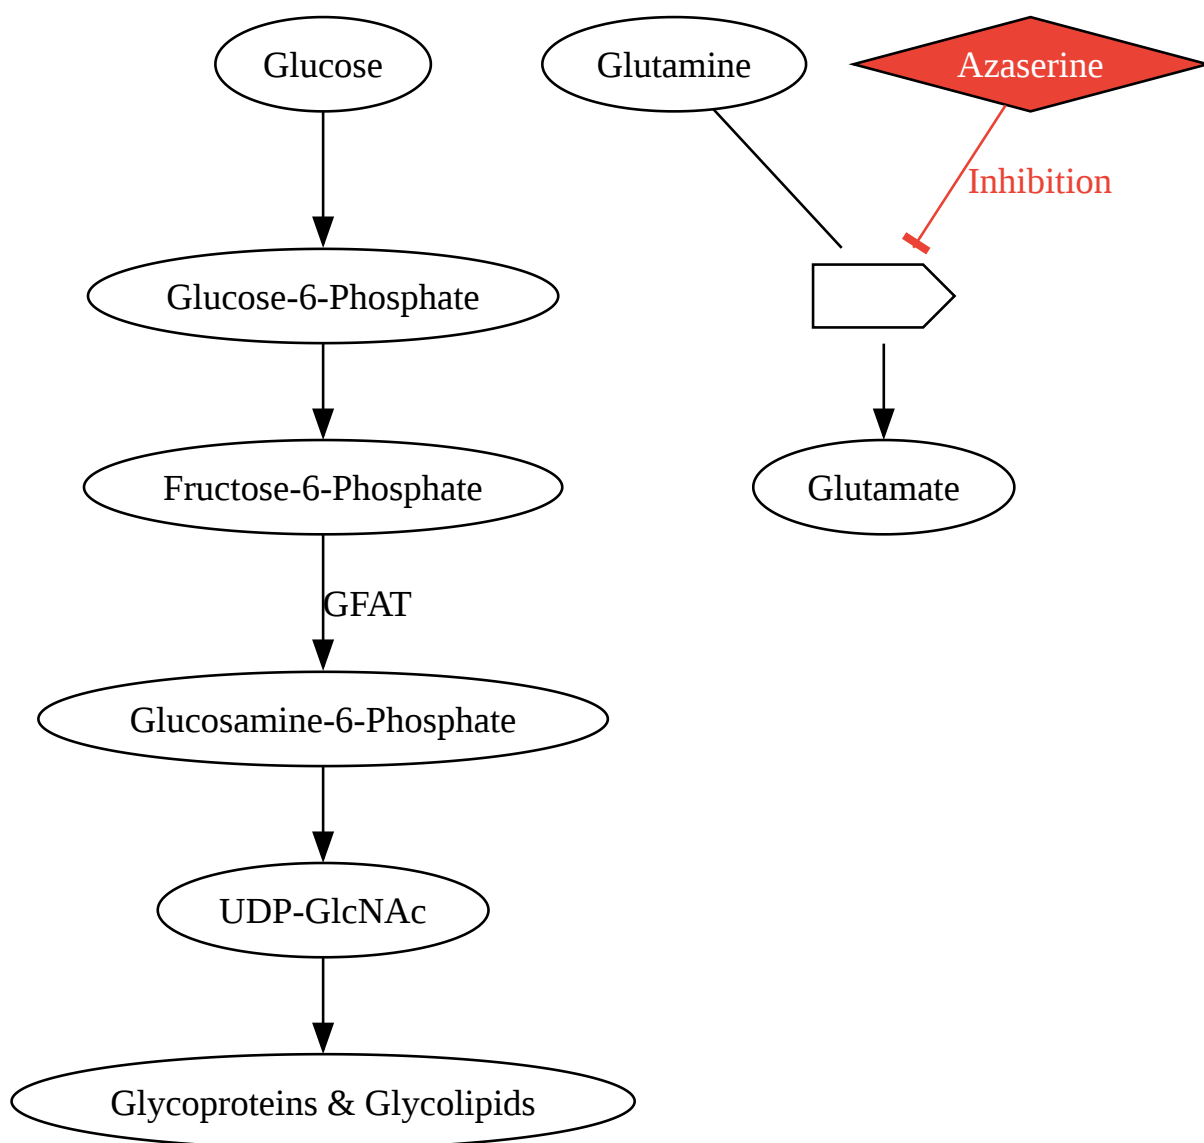 Glucose
Glutamine
Azaserine
Inhibition
Glucose-6-Phosphate
Fructose-6-Phosphate
Glutamate
GFAT
Glucosamine-6-Phosphate
UDP-GlcNAc
Glycoproteins & Glycolipids